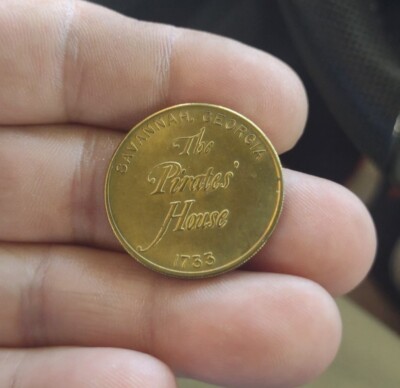 SAVANNAH, GEORGIA
The
Pirates'
House
1733